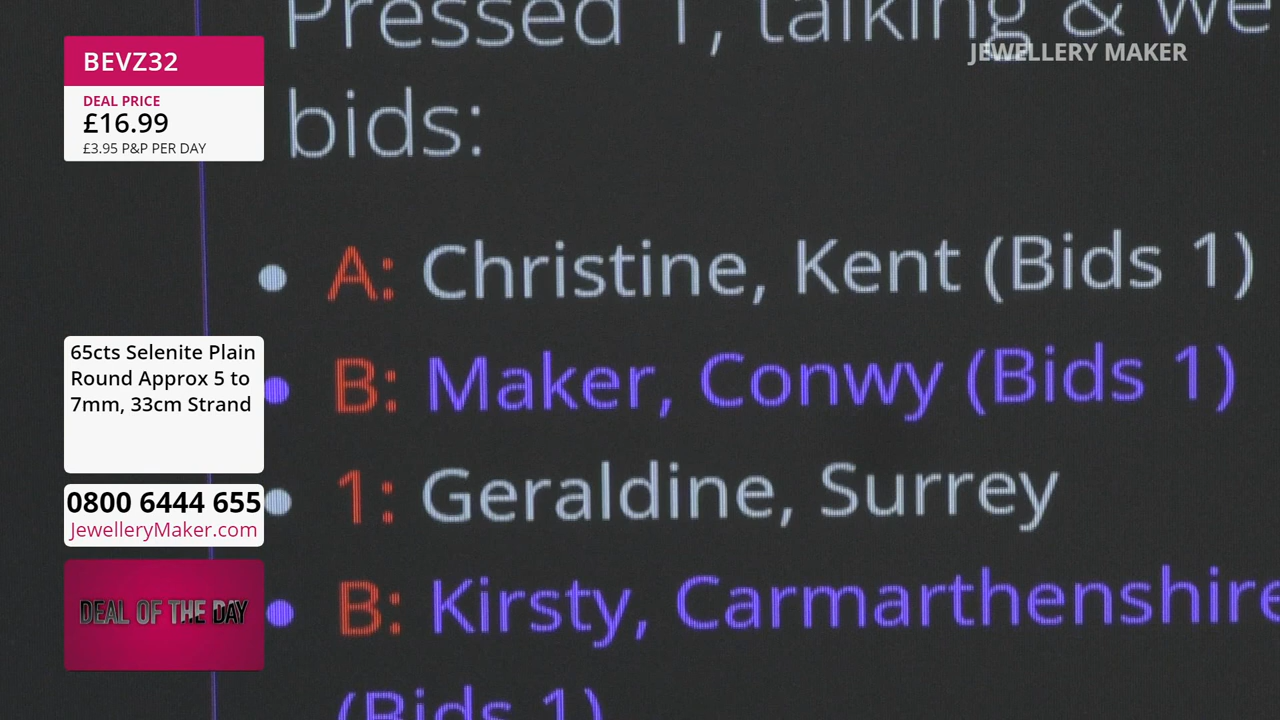 Pressed 1, talking & we
JEWELLERY MAKER
bids:
BEVZ32
DEAL PRICE
£16.99
£3.95 P&P PER DAY
A: Christine, Kent (Bids 1)
B: Maker, Conwy (Bids 1)
1: Geraldine, Surrey
B: Kirsty, Carmarthenshire
(Bids 1)
65cts Selenite Plain
Round Approx 5 to
7mm, 33cm Strand
0800 6444 655
JewelleryMaker.com
DEAL OF THE DAY